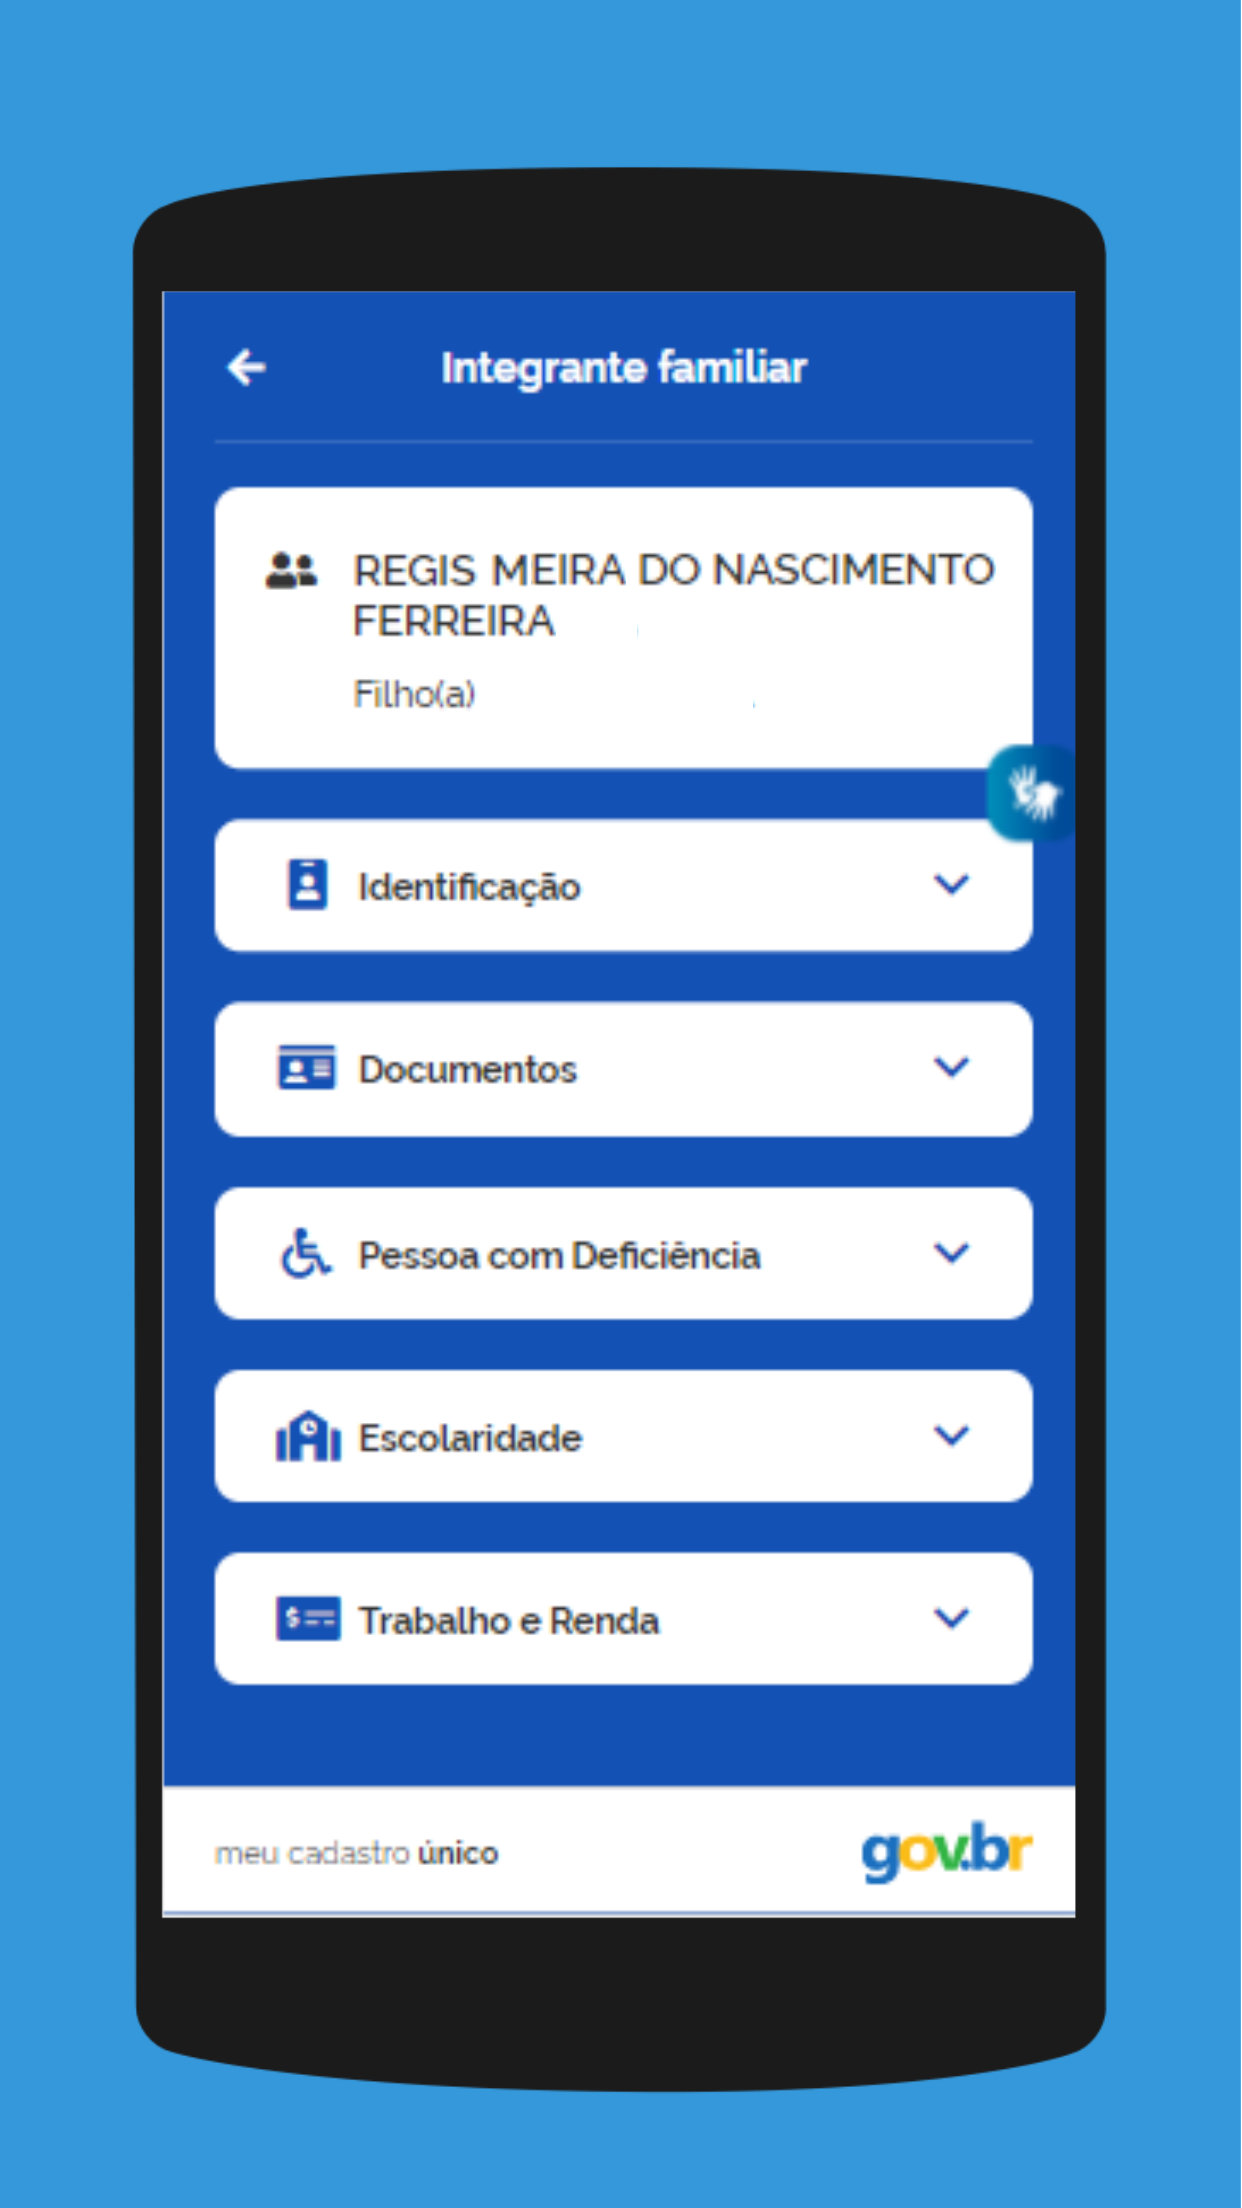 Integrante familiar
REGIS MEIRA DO NASCIMENTO
FERREIRA
Filho(a)
Identificação
Documentos
Pessoa com Deficiência
Escolaridade
Trabalho e Renda
meu cadastro único
gov.br